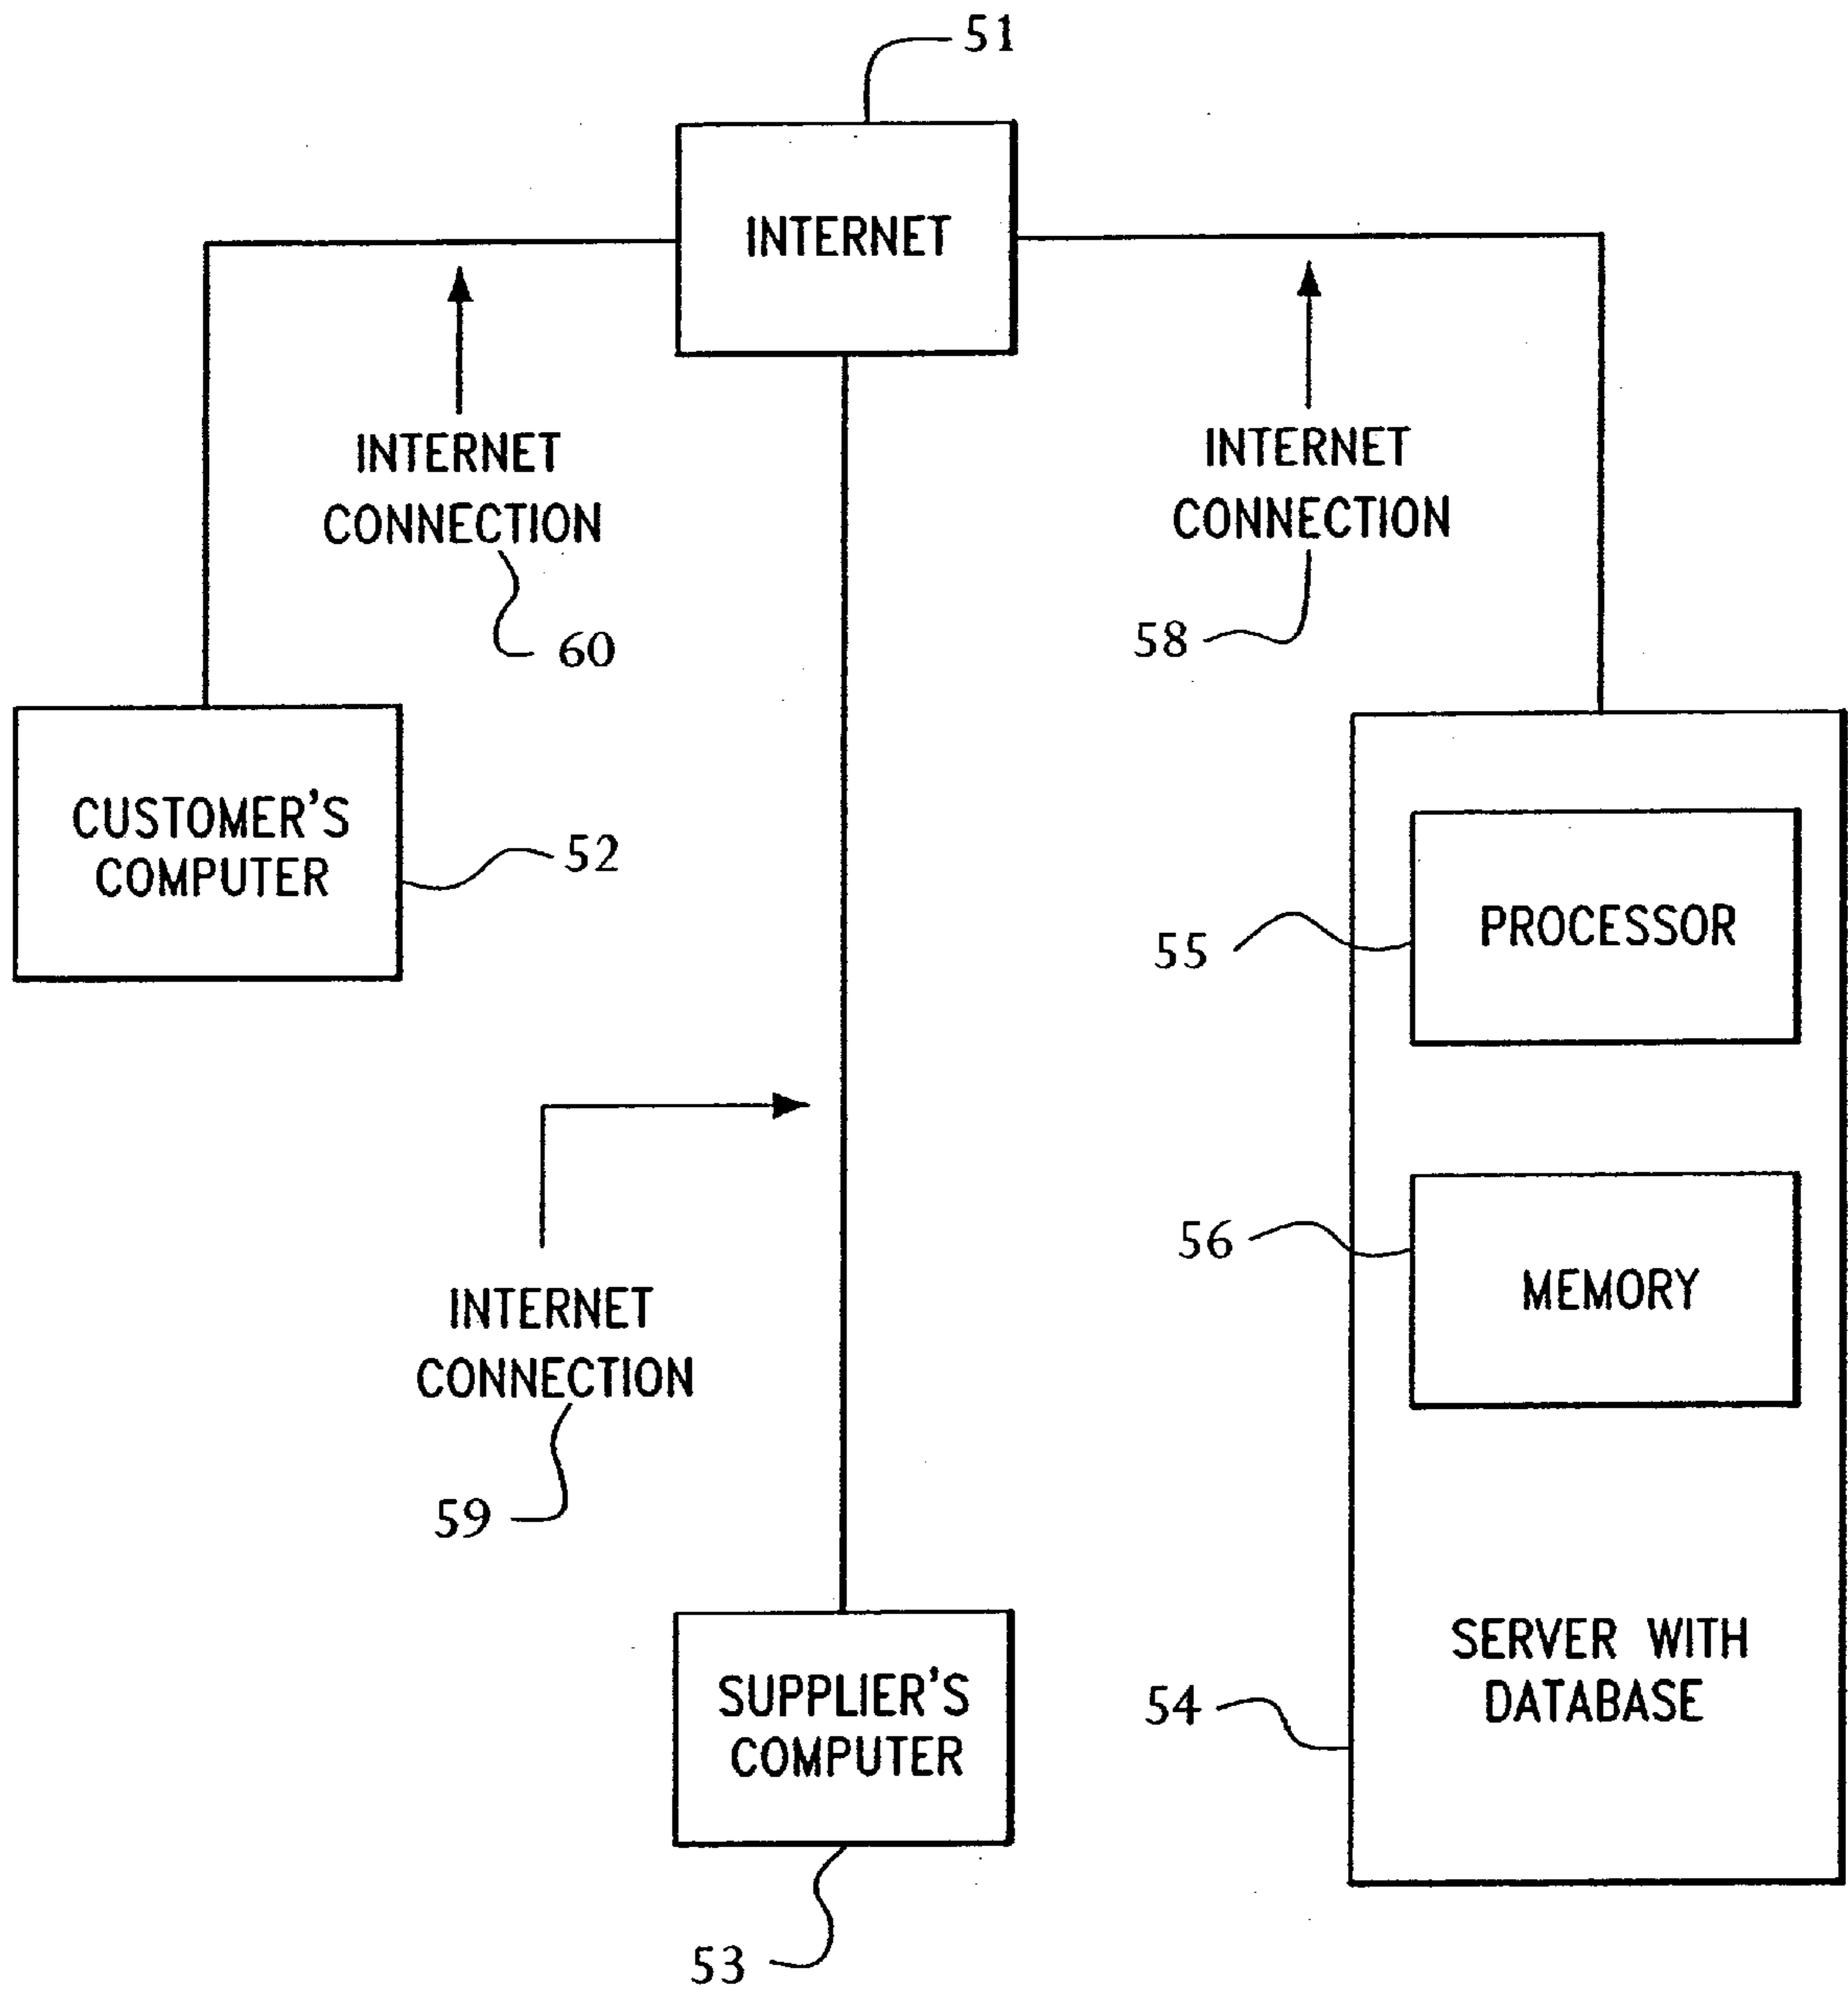 51
INTERNET
INTERNET
CONNECTION
60
INTERNET
CONNECTION
58
CUSTOMER'S
COMPUTER
52
PROCESSOR
55
MEMORY
56
INTERNET
CONNECTION
59
SERVER WITH
DATABASE
54
SUPPLIER'S
COMPUTER
53